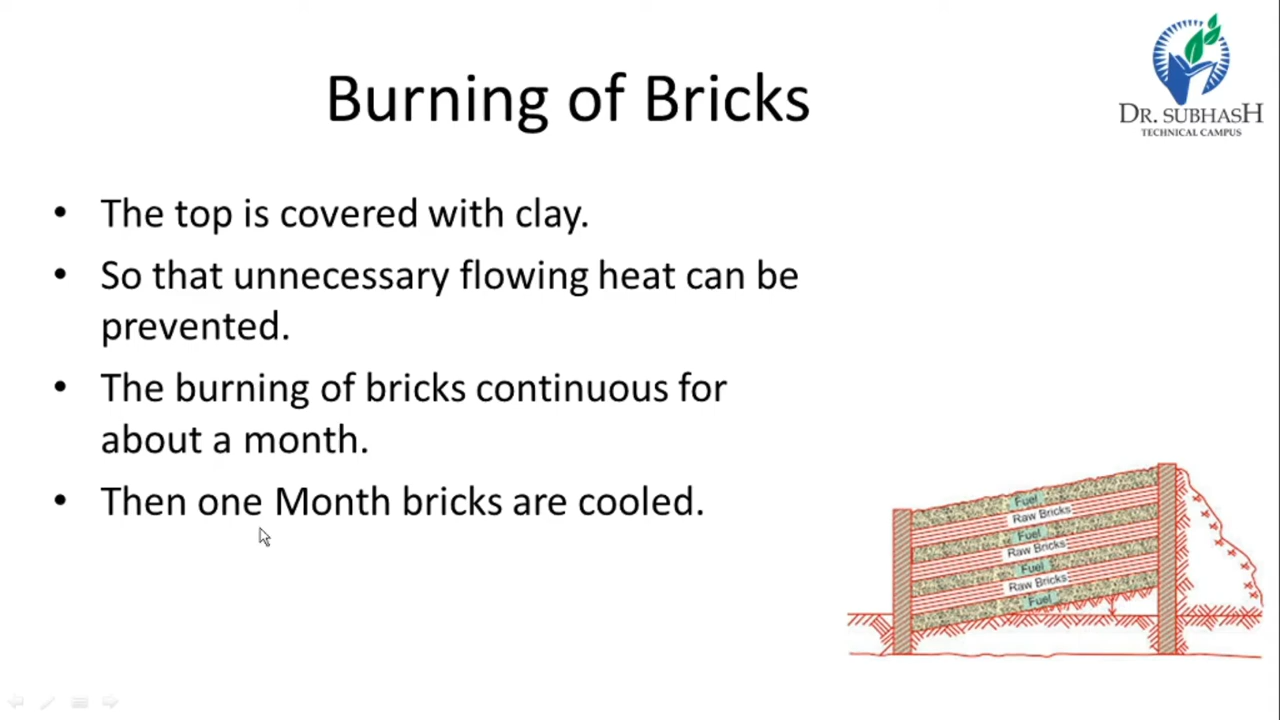 Burning of Bricks
DR. SUBHASH
TECHNICAL CAMPUS
• The top is covered with clay.
• So that unnecessary flowing heat can be
prevented.
• The burning of bricks continuous for
about a month.
• Then one Month bricks are cooled.
Fuel
Raw Bricks
Fuel
Raw Bricks
Fuel
Raw Bricks
Fuel